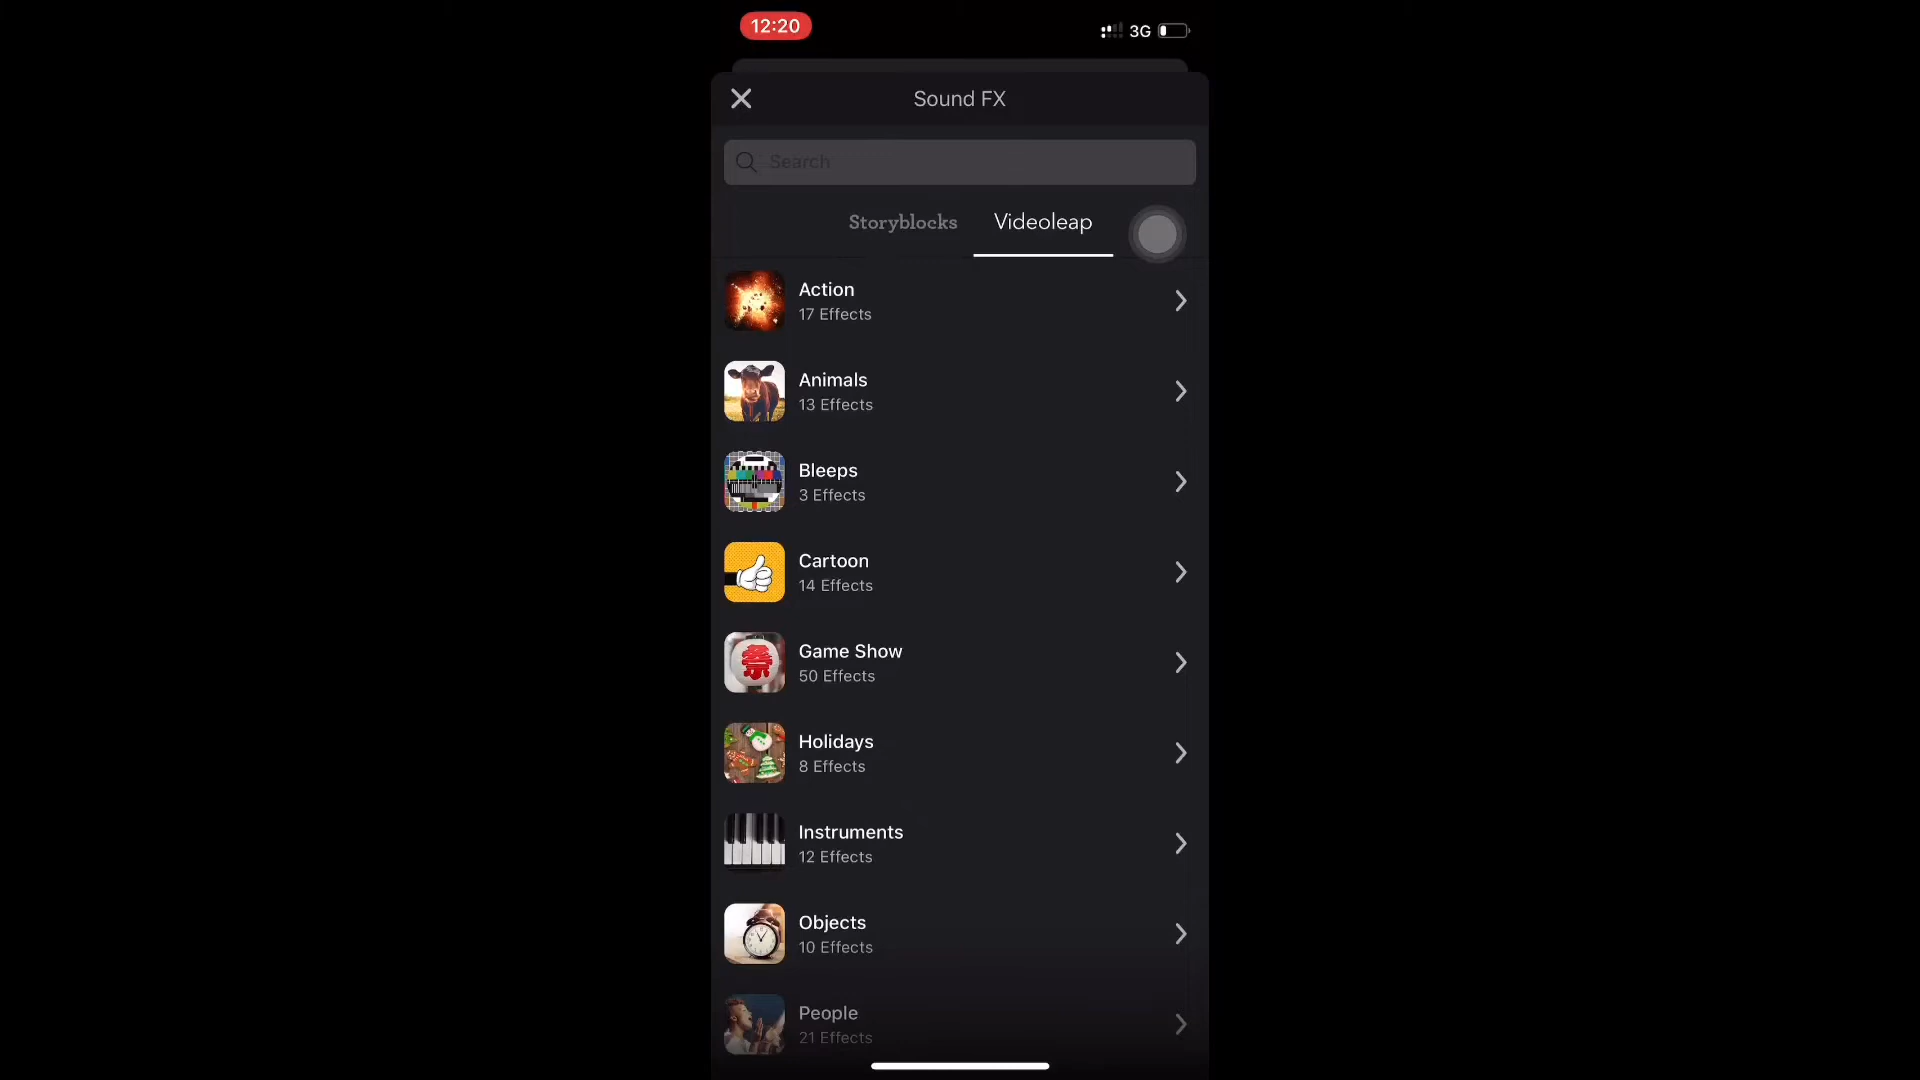 12:20
3G
Sound FX
Search
Storyblocks
Videoleap
Action
17 Effects
Animals
13 Effects
Bleeps
3 Effects
Cartoon
14 Effects
祭
Game Show
50 Effects
Holidays
8 Effects
Instruments
12 Effects
Objects
10 Effects
People
21 Effects